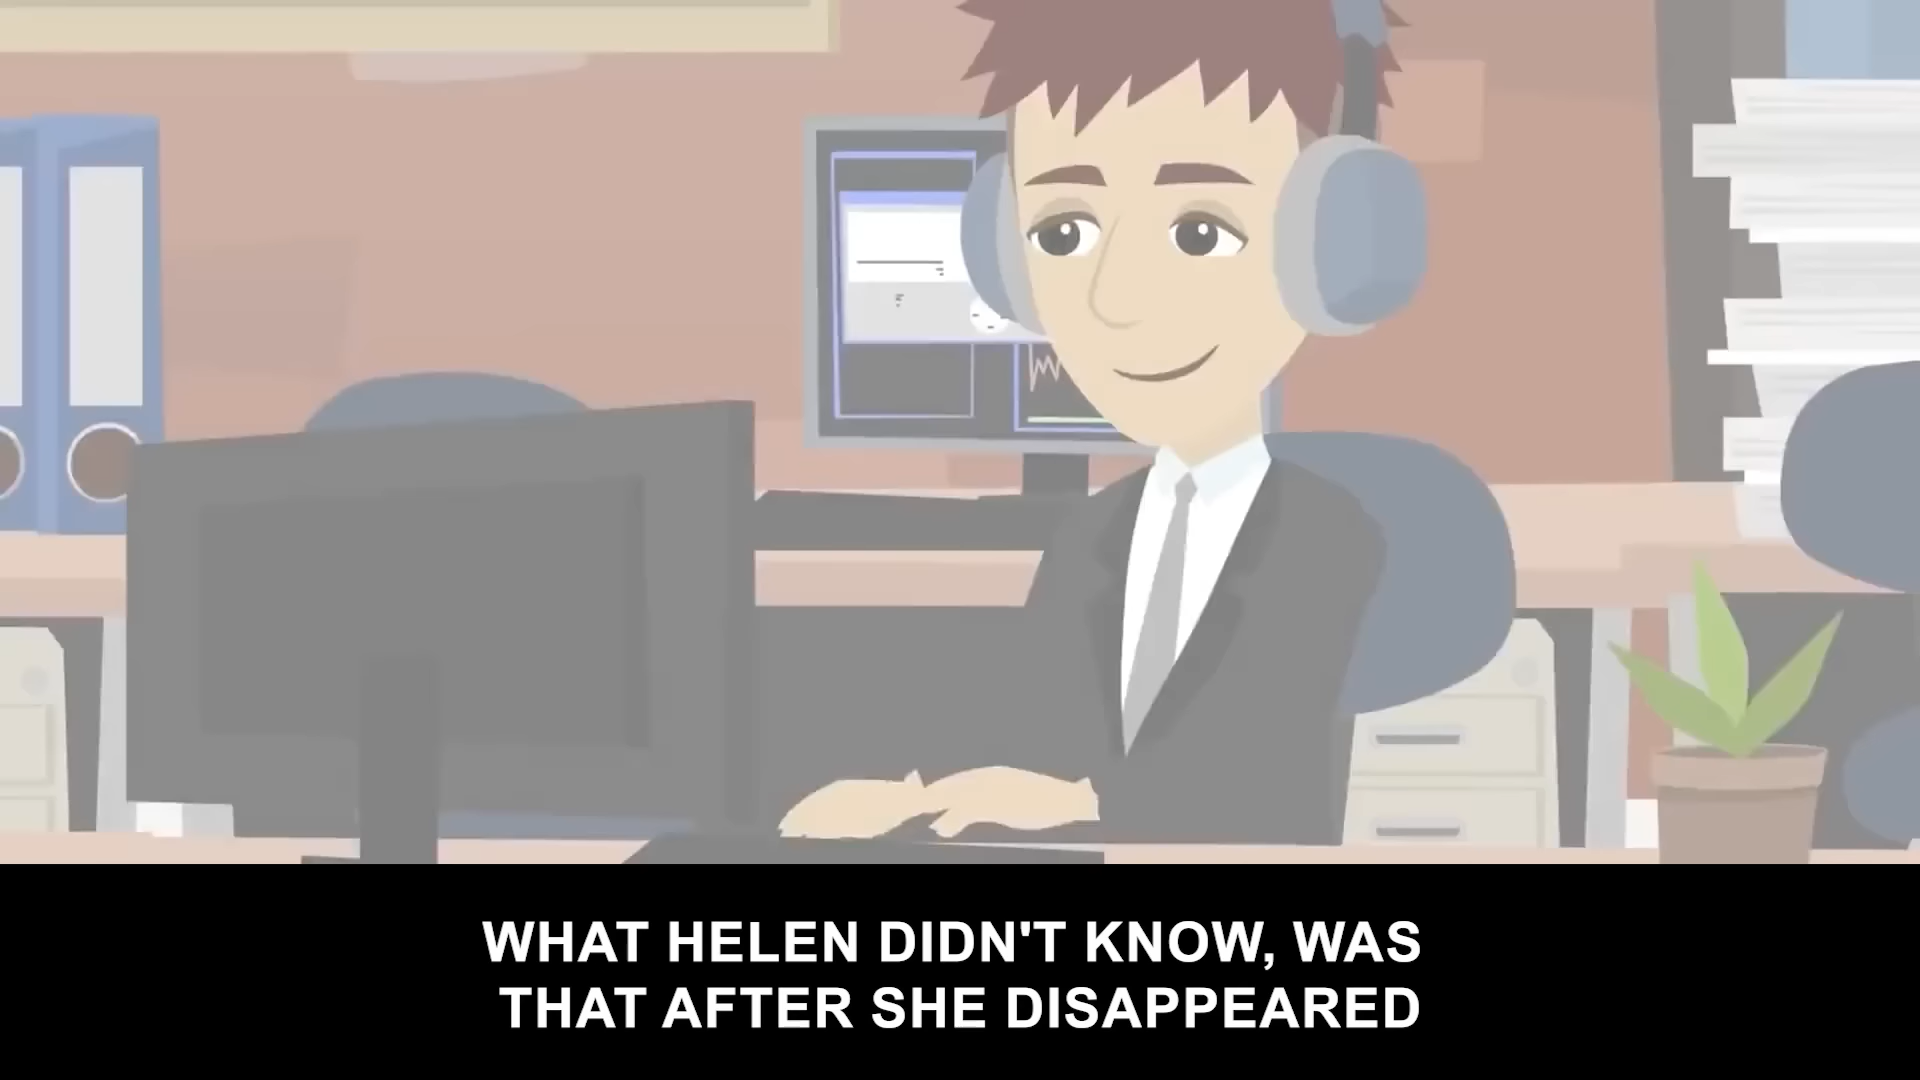 WHAT HELEN DIDN'T KNOW, WAS
THAT AFTER SHE DISAPPEARED